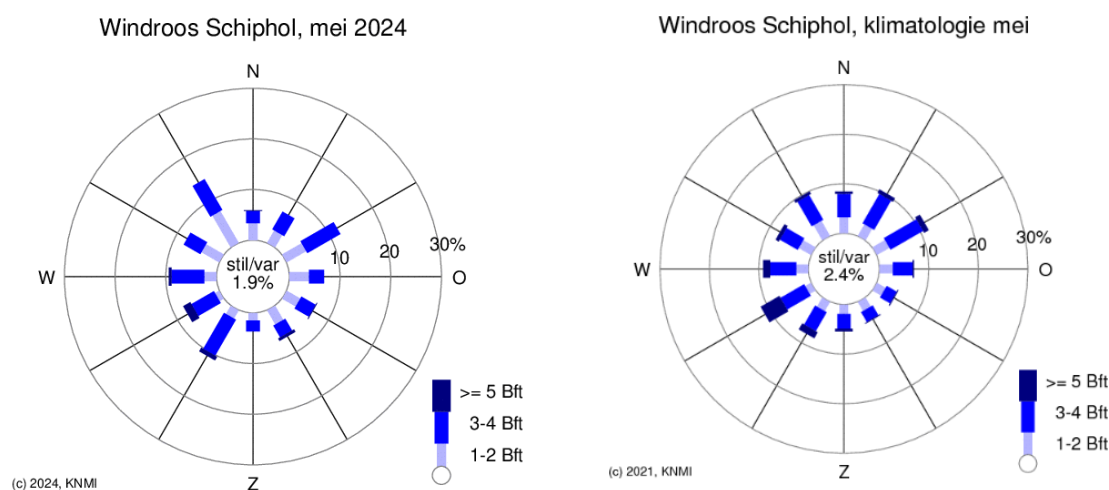 Windroos Schiphol, mei 2024
N
30%
20
10
stil/var
1.9%
W
O
>= 5 Bft
3-4 Bft
1-2 Bft
(c) 2024, KNMI
Z
Windroos Schiphol, klimatologie mei
N
30%
20
10
stil/var
2.4%
W
O
>= 5 Bft
3-4 Bft
1-2 Bft
(c) 2021, KNMI
Z